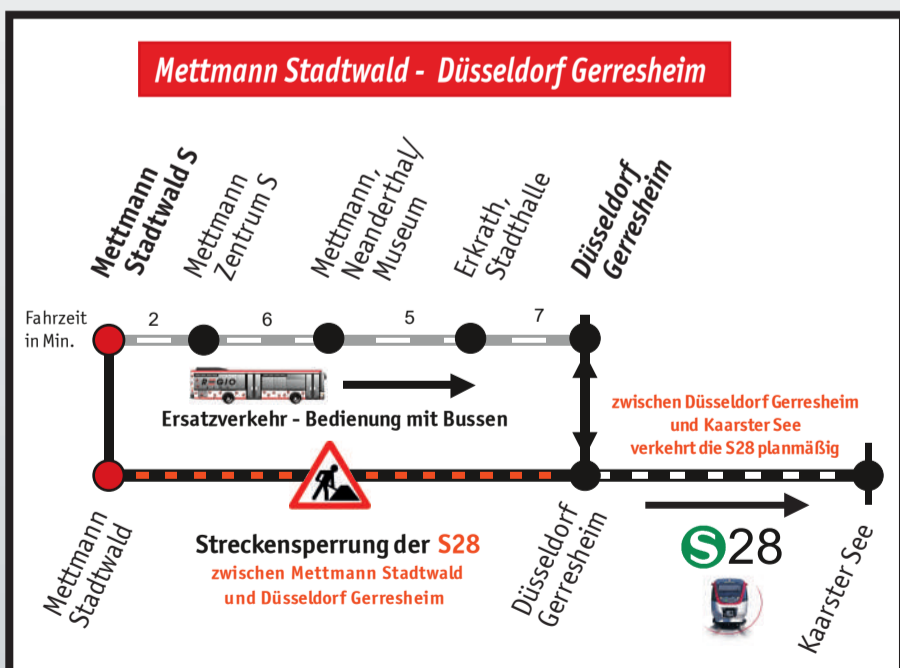 Mettmann Stadtwald - Düsseldorf Gerresheim
Mettmann
Stadtwald S
Mettmann
Zentrum S
Mettmann,
Neanderthal/
Museum
Erkrath,
Stadthalle
Düsseldorf
Gerresheim
Fahrzeit
in Min.
2
6
5
7
Ersatzverkehr - Bedienung mit Bussen
zwischen Düsseldorf Gerresheim
und Kaarster See
verkehrt die S28 planmäßig
Streckensperrung der S28
zwischen Mettmann Stadtwald
und Düsseldorf Gerresheim
Mettmann
Stadtwald
Düsseldorf
Gerresheim
S28
Kaarster See